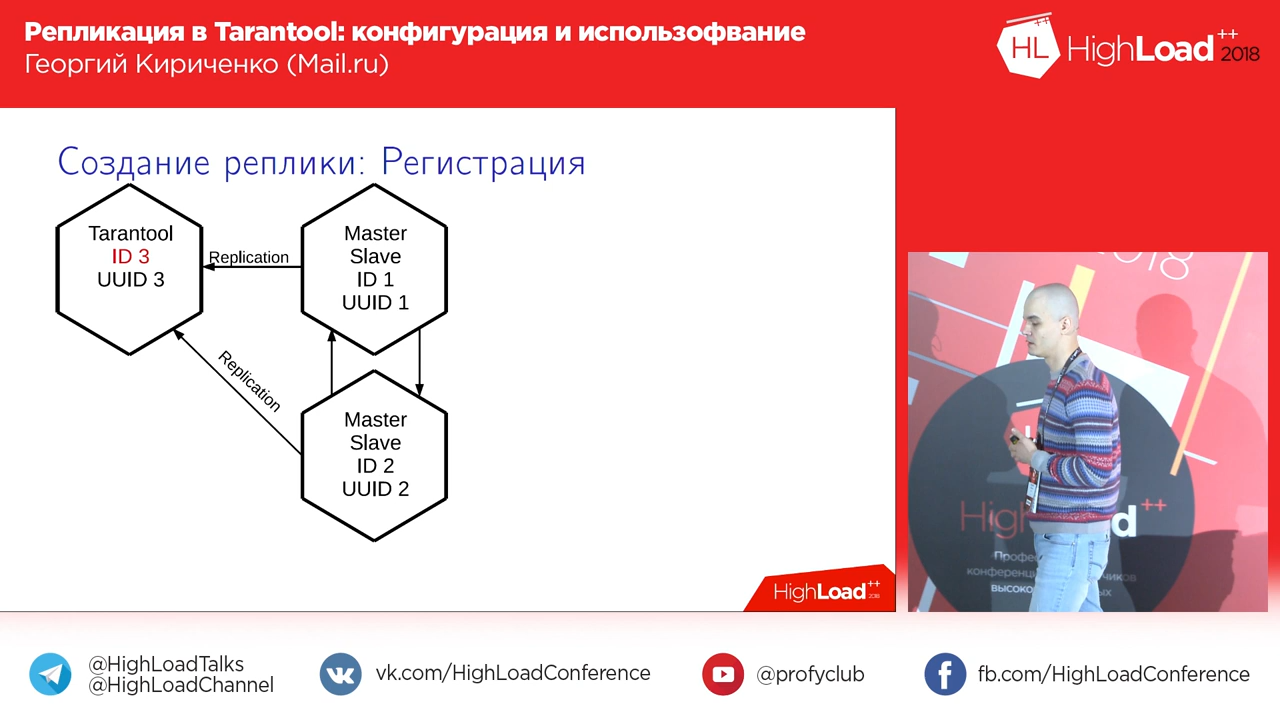 Репликация в Tarantool: конфигурация и использофвание
Георгий Кириченко (Mail.ru)
HL HighLoad++ 2018
Создание реплики: Регистрация
Tarantool
ID 3
UUID 3
Replication
Master
Slave
ID 1
UUID 1
Replication
Master
Slave
ID 2
UUID 2
HighLoad++ 2018
2018
@HighLoadTalks
@HighLoadChannel
vk.com/HighLoadConference
@profyclub
fb.com/HighLoadConference